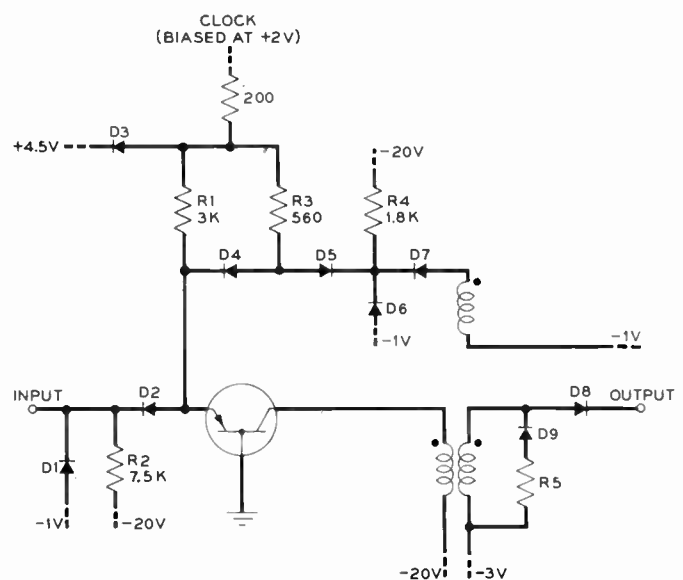 CLOCK
(BIASED AT +2V)
200
+4.5V
D3
-20V
R1
3K
R3
560
R4
1.8K
D4
D5
D7
D6
-1V
-1V
INPUT
D2
D8
OUTPUT
D1
R2
7.5K
D9
R5
-1V
-20V
-20V
-3V